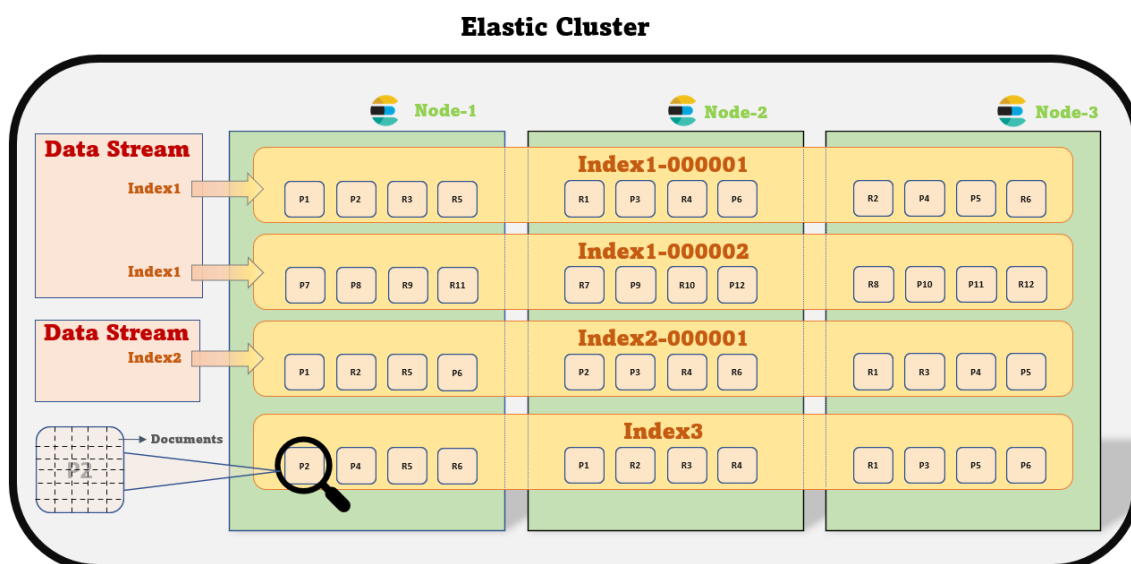 Elastic Cluster
Node-1
Node-2
Node-3
Data Stream
Index1
Index1-000001
P1 P2 R3 R5 R1 P3 R4 P6 R2 P4 P5 R6
Index1
Index1-000002
P7 P8 R9 R11 R7 P9 R10 P12 R8 P10 P11 R12
Data Stream
Index2
Index2-000001
P1 R2 R5 P6 P2 P3 R4 R6 R1 R3 P4 P5
Index3
Documents
P2
P2 P4 R5 R6 P1 R2 R3 R4 R1 P3 P5 P6